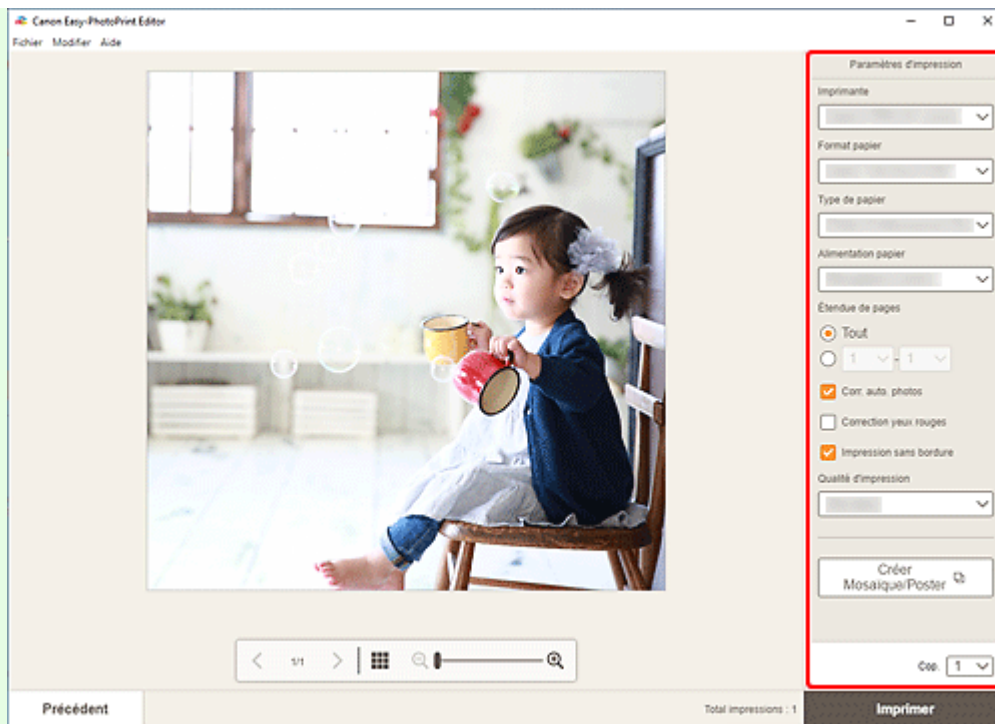 Canon Easy-PhotoPrint Editor
Fichier Modifier Aide
Paramètres d'impression
Imprimante
Format papier
Type de papier
Alimentation papier
Étendue de pages
Tout
1 - 1
Corr. auto. photos
Correction yeux rouges
Impression sans bordure
Qualité d'impression
Créer
Mosaïque/Poster
1/1
Cop. 1
Précédent
Total impressions : 1
Imprimer